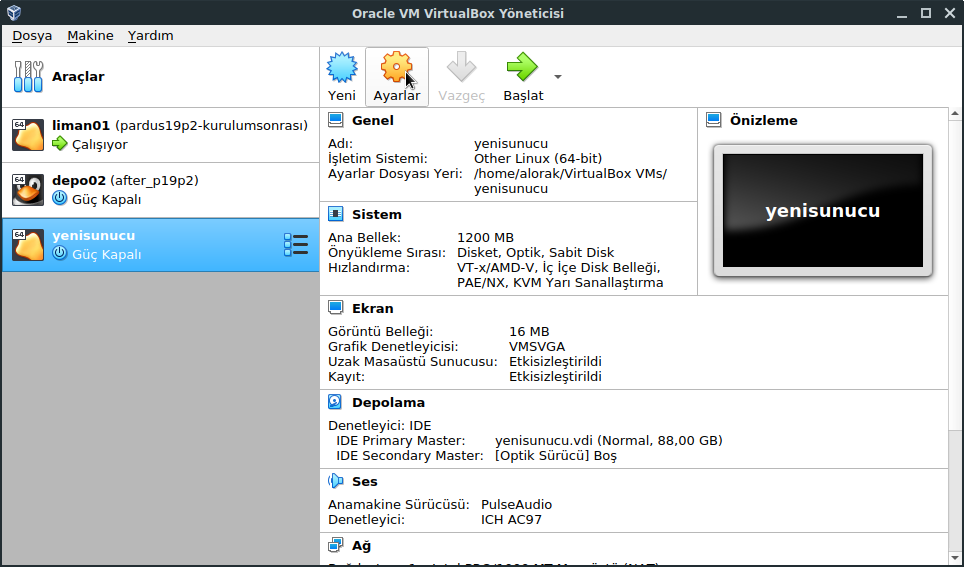 Oracle VM VirtualBox Yöneticisi
Dosya Makine Yardım
Araçlar
Yeni Ayarlar Vazgeç Başlat
64
liman01 (pardus19p2-kurulumsonrası)
Çalışıyor
64
depo02 (after_p19p2)
Güç Kapalı
64
yenisunucu
Güç Kapalı
Genel
Adı: yenisunucu
İşletim Sistemi: Other Linux (64-bit)
Ayarlar Dosyası Yeri: /home/alorak/VirtualBox VMs/
yenisunucu
Önizleme
yenisunucu
Sistem
Ana Bellek: 1200 MB
Önyükleme Sırası: Disket, Optik, Sabit Disk
Hızlandırma: VT-x/AMD-V, İç İçe Disk Belleği,
PAE/NX, KVM Yarı Sanallaştırma
Ekran
Görüntü Belleği: 16 MB
Grafik Denetleyicisi: VMSVGA
Uzak Masaüstü Sunucusu: Etkisizleştirildi
Kayıt: Etkisizleştirildi
Depolama
Denetleyici: IDE
IDE Primary Master: yenisunucu.vdi (Normal, 88,00 GB)
IDE Secondary Master: [Optik Sürücü] Boş
Ses
Anamakine Sürücüsü: PulseAudio
Denetleyici: ICH AC97
Ağ